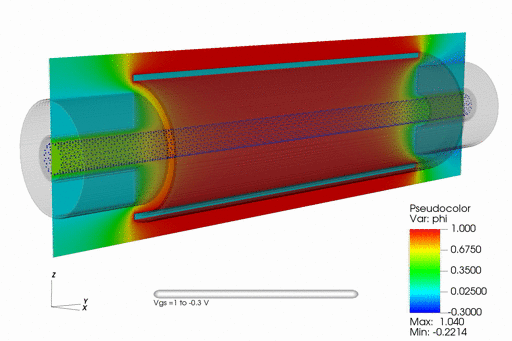 Pseudocolor
Var: phi
1.000
0.6750
0.3500
0.02500
-0.3000
Max: 1.040
Min: -0.2214
Z
Y
X
Vgs =1 to -0.3 V